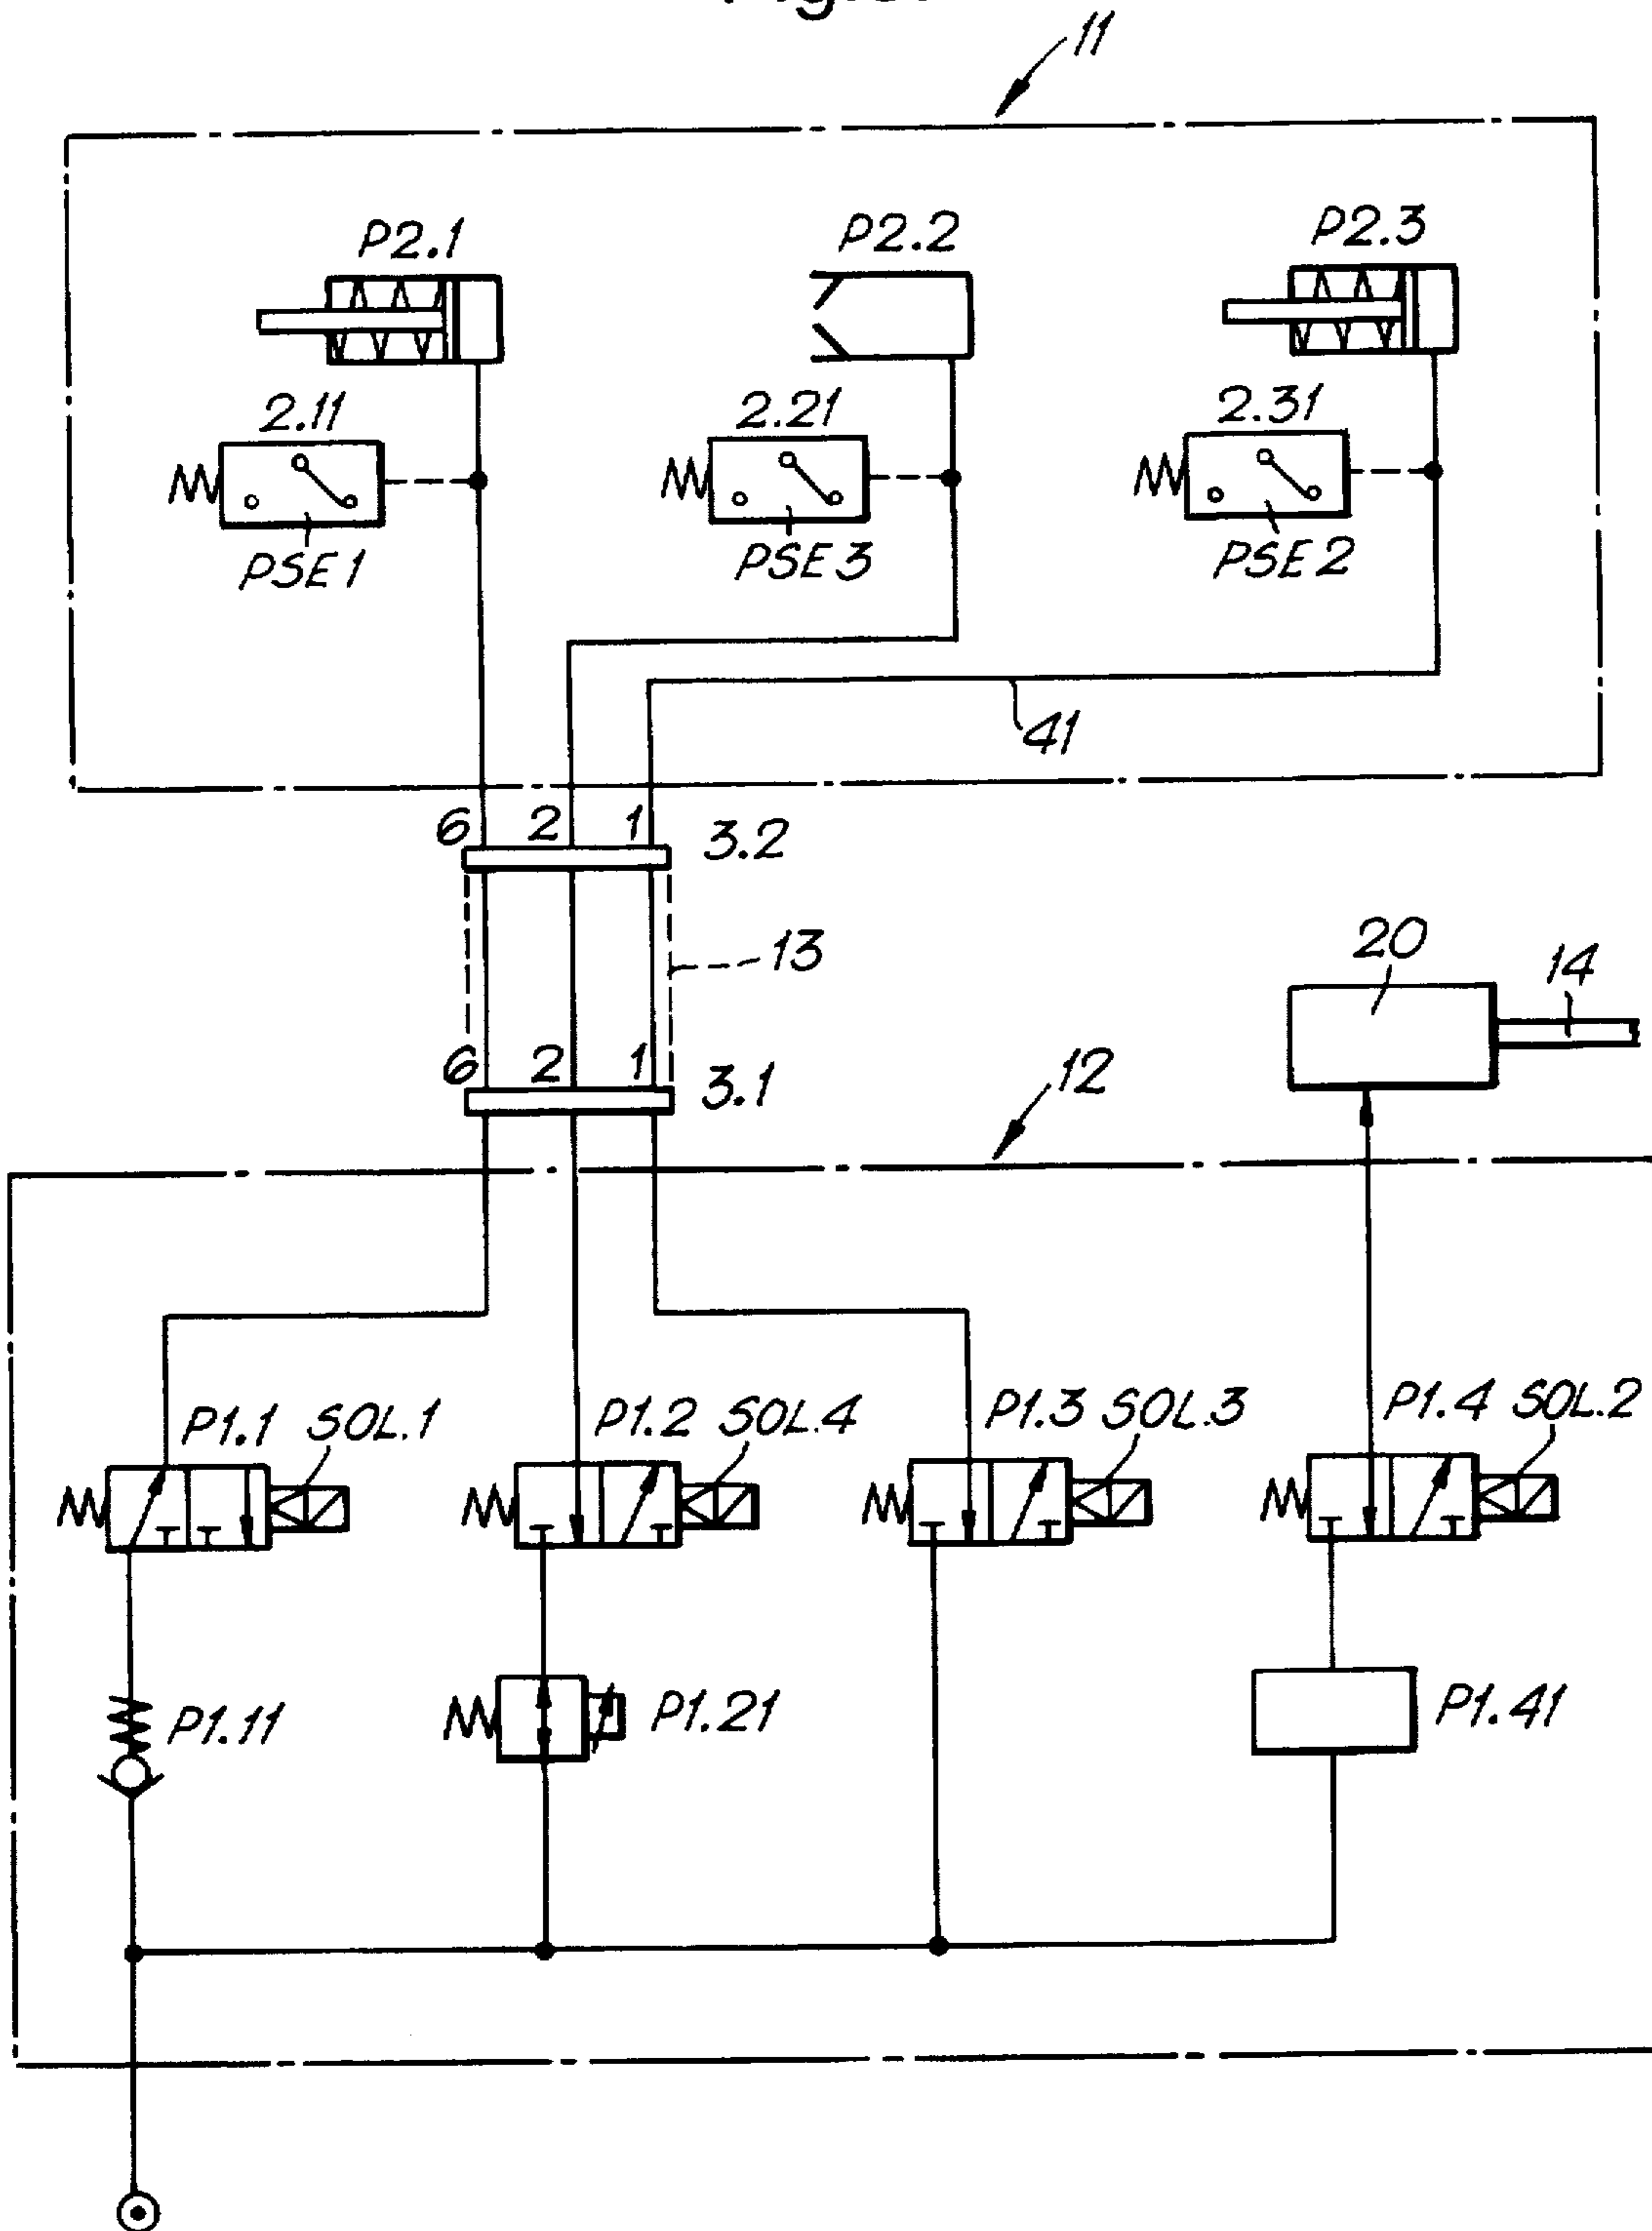 11
P2.1 P2.2 P2.3
2.11 2.21 2.31
PSE1 PSE3 PSE2
41
6 2 1 3.2
13
20 14
6 2 1 3.1
12
P1.1 SOL.1 P1.2 SOL.4 P1.3 SOL.3 P1.4 SOL.2
P1.11 P1.21 P1.41